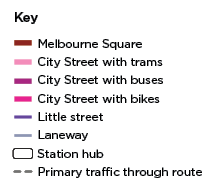 Key
Melbourne Square
City Street with trams
City Street with buses
City Street with bikes
Little street
Laneway
Station hub
Primary traffic through route